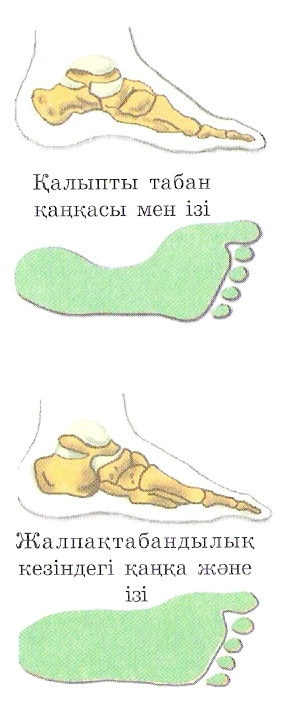 Қалыпты табан
қаңқасы мен ізі
Жалпақтабандылық
кезіндегі қаңқа және
ізі